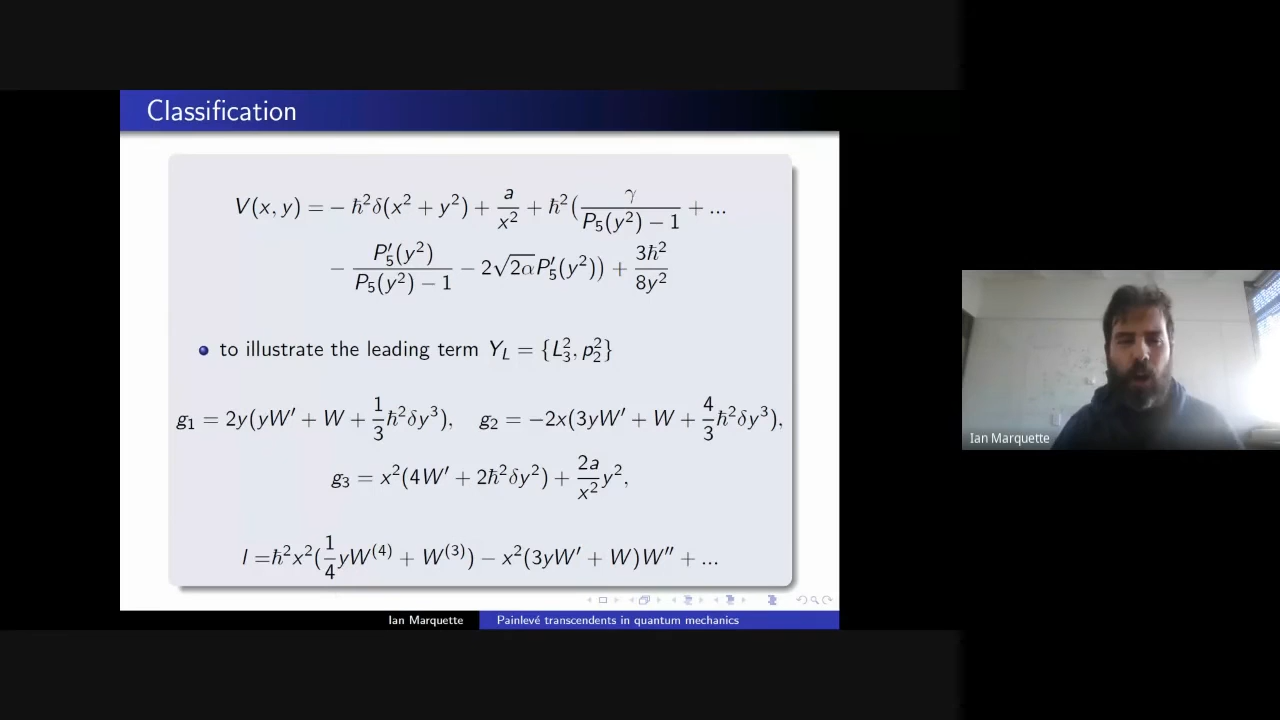 Classification
V(x, y) = − ħ²δ(x² + y²) + a/x² + ħ²(γ/(P₅(y²) − 1) + ...
− P₅′(y²)/(P₅(y²) − 1) − 2√2α P₅′(y²)) + 3ħ²/8y²
to illustrate the leading term Y_L = {L₃², p₂²}
g₁ = 2y(yW′ + W + 1/3 ħ²δy³), g₂ = −2x(3yW′ + W + 4/3 ħ²δy³),
g₃ = x²(4W′ + 2ħ²δy²) + 2a/x² y²,
l =ħ²x²(1/4 yW⁽⁴⁾ + W⁽³⁾) − x²(3yW′ + W)W″ + ...
Ian Marquette
Painlevé transcendents in quantum mechanics
Ian Marquette